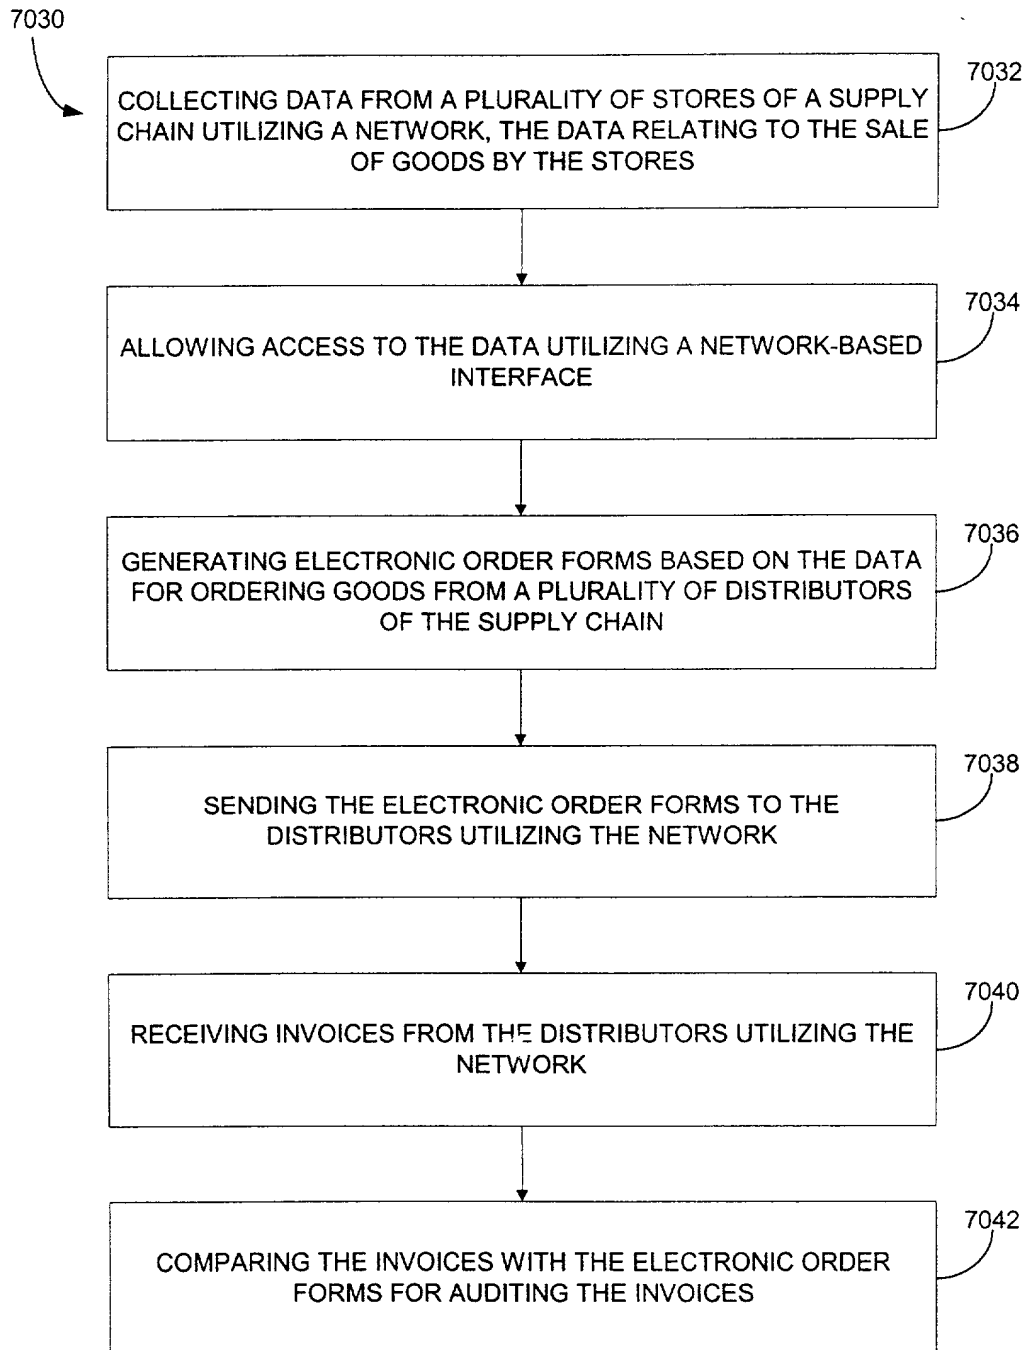 7030
7032
COLLECTING DATA FROM A PLURALITY OF STORES OF A SUPPLY
CHAIN UTILIZING A NETWORK, THE DATA RELATING TO THE SALE
OF GOODS BY THE STORES
7034
ALLOWING ACCESS TO THE DATA UTILIZING A NETWORK-BASED
INTERFACE
7036
GENERATING ELECTRONIC ORDER FORMS BASED ON THE DATA
FOR ORDERING GOODS FROM A PLURALITY OF DISTRIBUTORS
OF THE SUPPLY CHAIN
7038
SENDING THE ELECTRONIC ORDER FORMS TO THE
DISTRIBUTORS UTILIZING THE NETWORK
7040
RECEIVING INVOICES FROM THE DISTRIBUTORS UTILIZING THE
NETWORK
7042
COMPARING THE INVOICES WITH THE ELECTRONIC ORDER
FORMS FOR AUDITING THE INVOICES